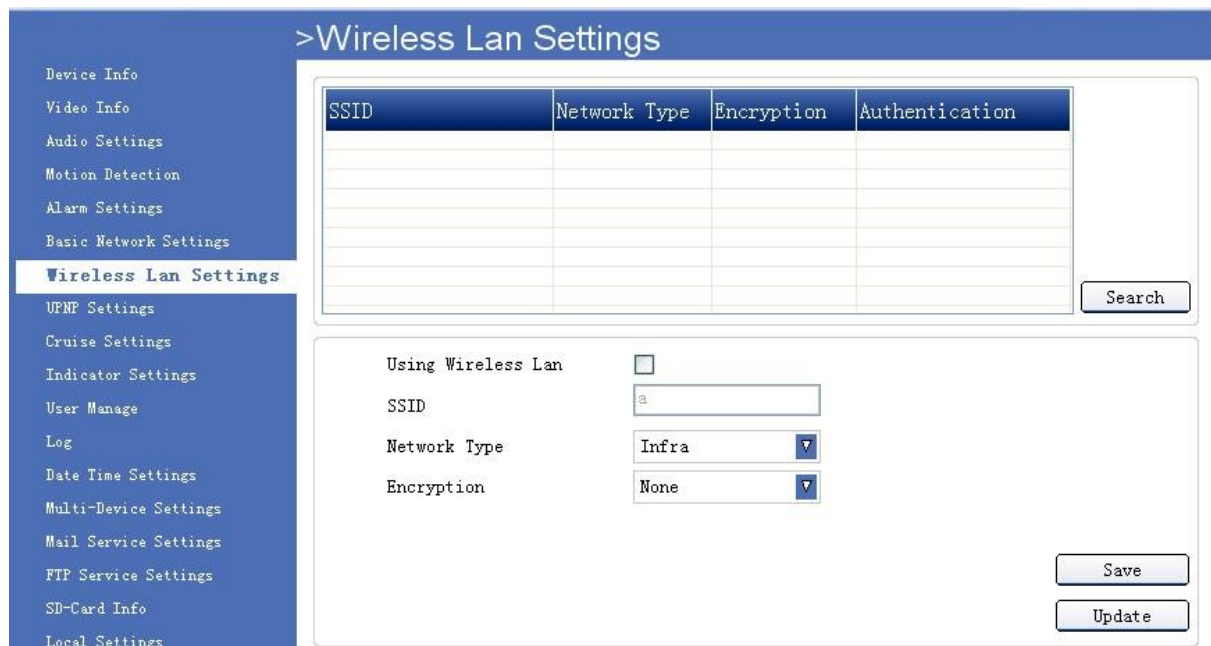 >Wireless Lan Settings
Device Info
Video Info
Audio Settings
Motion Detection
Alarm Settings
Basic Network Settings
Wireless Lan Settings
UPNP Settings
Cruise Settings
Indicator Settings
User Manage
Log
Date Time Settings
Multi-Device Settings
Mail Service Settings
FTP Service Settings
SD-Card Info
Local Settings
SSID Network Type Encryption Authentication
Search
Using Wireless Lan
SSID a
Network Type Infra
Encryption None
Save
Update